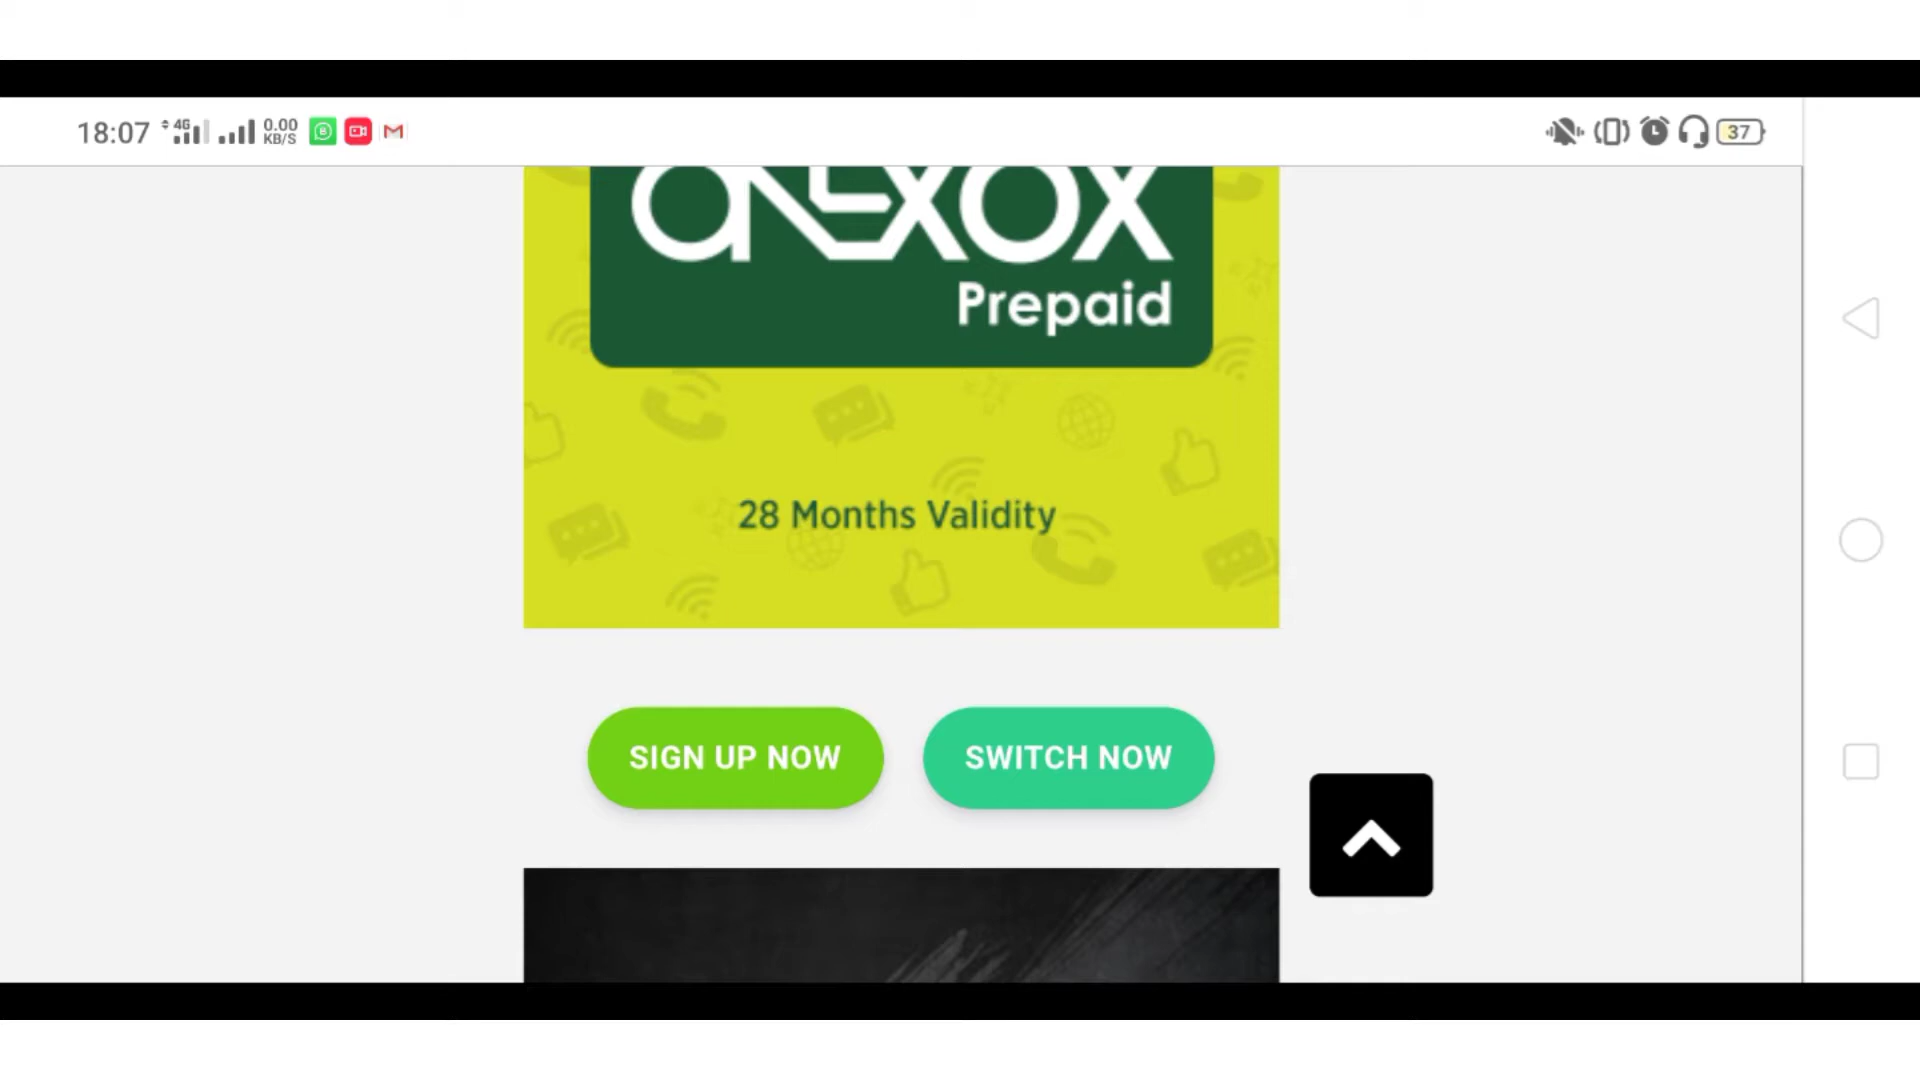 18:07 4G 0.00 KB/S 37
ONEXOX
Prepaid
28 Months Validity
SIGN UP NOW SWITCH NOW